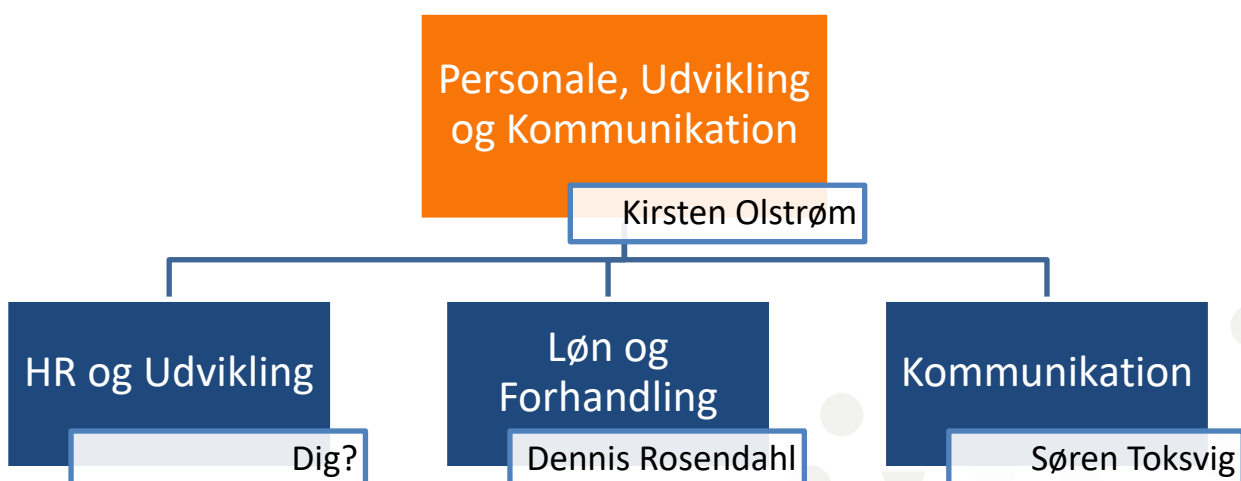 Personale, Udvikling
og Kommunikation
Kirsten Olstrøm
HR og Udvikling
Dig?
Løn og
Forhandling
Dennis Rosendahl
Kommunikation
Søren Toksvig